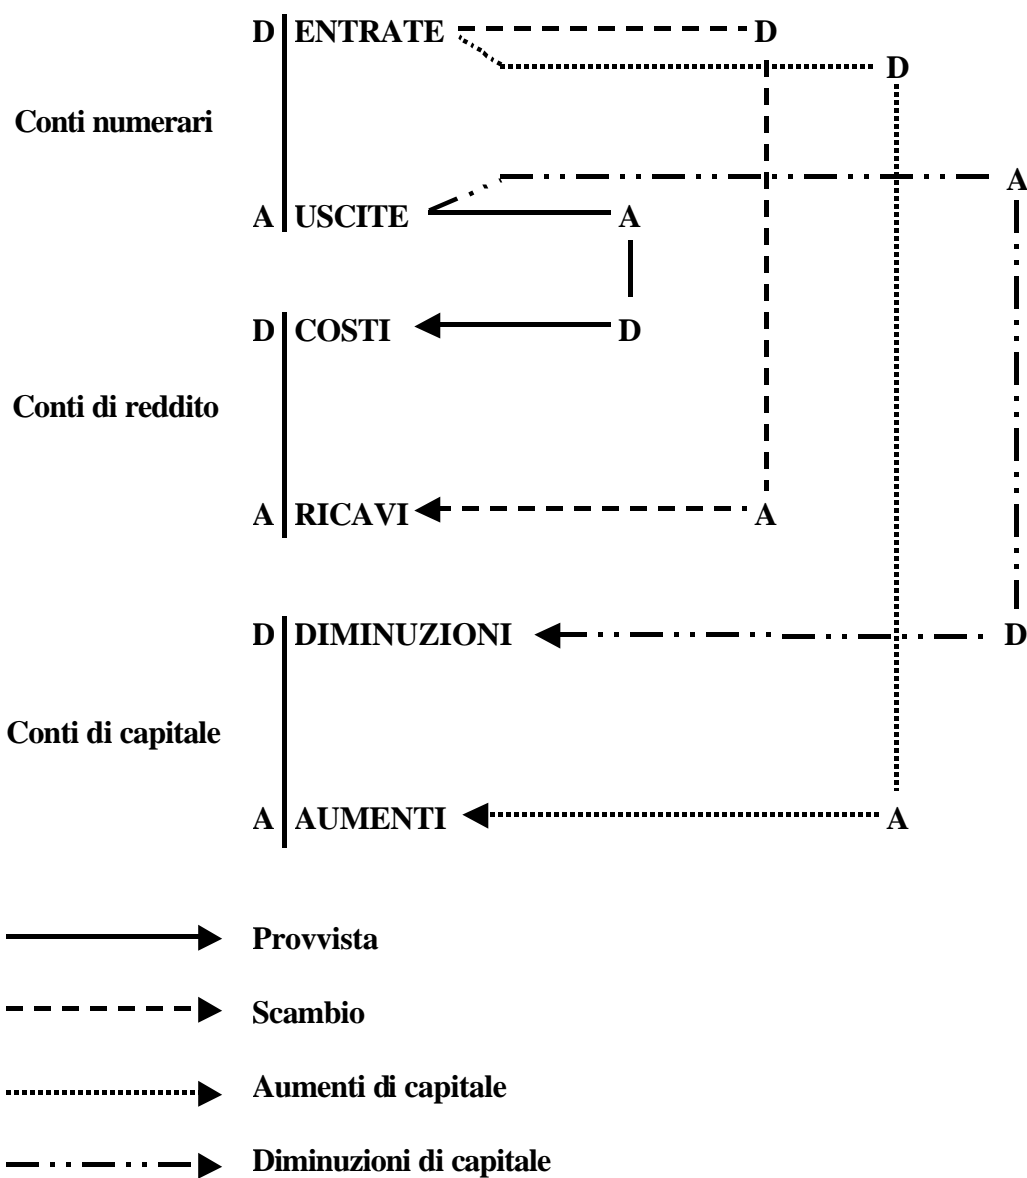 D ENTRATE D
D
Conti numerari
A
A USCITE A
D COSTI D
Conti di reddito
A RICAVI A
D DIMINUZIONI D
Conti di capitale
A AUMENTI A
Provvista
Scambio
Aumenti di capitale
Diminuzioni di capitale